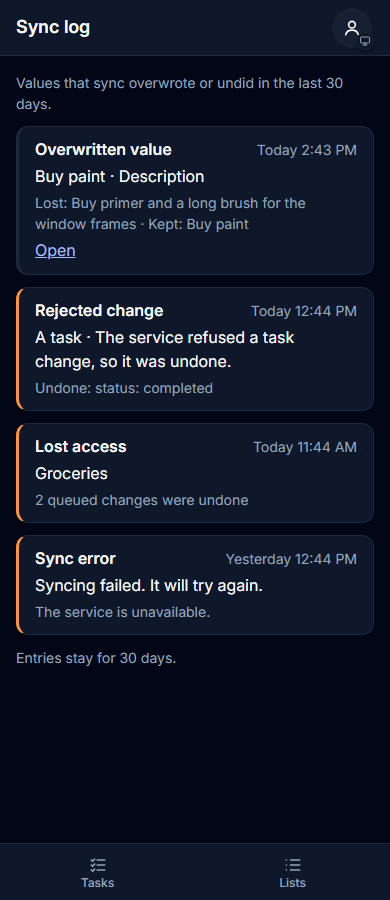 Sync log
Values that sync overwrote or undid in the last 30
days.
Overwritten value
Today 2:43 PM
Buy paint · Description
Lost: Buy primer and a long brush for the
window frames · Kept: Buy paint
Open
Rejected change
Today 12:44 PM
A task · The service refused a task
change, so it was undone.
Undone: status: completed
Lost access
Today 11:44 AM
Groceries
2 queued changes were undone
Sync error
Yesterday 12:44 PM
Syncing failed. It will try again.
The service is unavailable.
Entries stay for 30 days.
Tasks
Lists